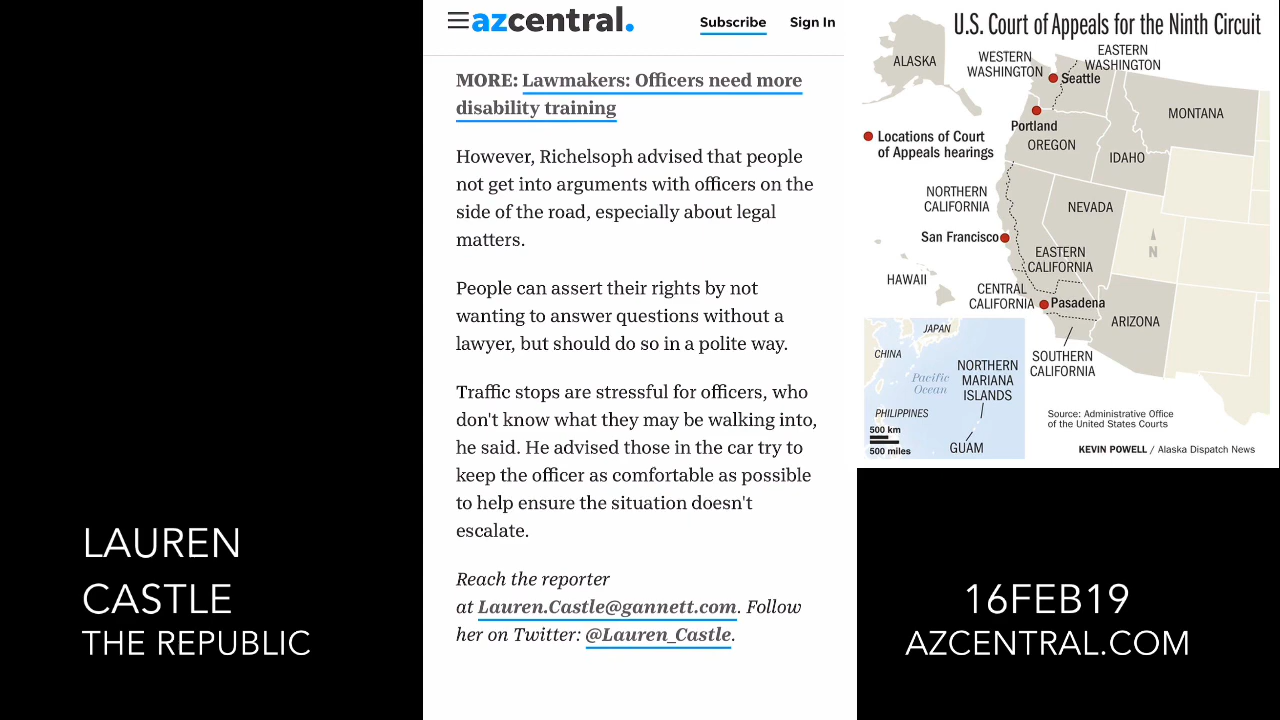 LAUREN
CASTLE
THE REPUBLIC
azcentral.
Subscribe
Sign In
MORE: Lawmakers: Officers need more
disability training
However, Richelsoph advised that people
not get into arguments with officers on the
side of the road, especially about legal
matters.
People can assert their rights by not
wanting to answer questions without a
lawyer, but should do so in a polite way.
Traffic stops are stressful for officers, who
don't know what they may be walking into,
he said. He advised those in the car try to
keep the officer as comfortable as possible
to help ensure the situation doesn't
escalate.
Reach the reporter
at Lauren.Castle@gannett.com. Follow
her on Twitter: @Lauren_Castle.
U.S. Court of Appeals for the Ninth Circuit
ALASKA
WESTERN
WASHINGTON
EASTERN
WASHINGTON
Seattle
MONTANA
Portland
OREGON
Locations of Court
of Appeals hearings
IDAHO
NORTHERN
CALIFORNIA
NEVADA
San Francisco
N
EASTERN
CALIFORNIA
HAWAII
CENTRAL
CALIFORNIA
Pasadena
ARIZONA
SOUTHERN
CALIFORNIA
JAPAN
CHINA
Pacific
Ocean
NORTHERN
MARIANA
ISLANDS
PHILIPPINES
500 km
500 miles
GUAM
Source: Administrative Office
of the United States Courts
KEVIN POWELL / Alaska Dispatch News
16FEB19
AZCENTRAL.COM